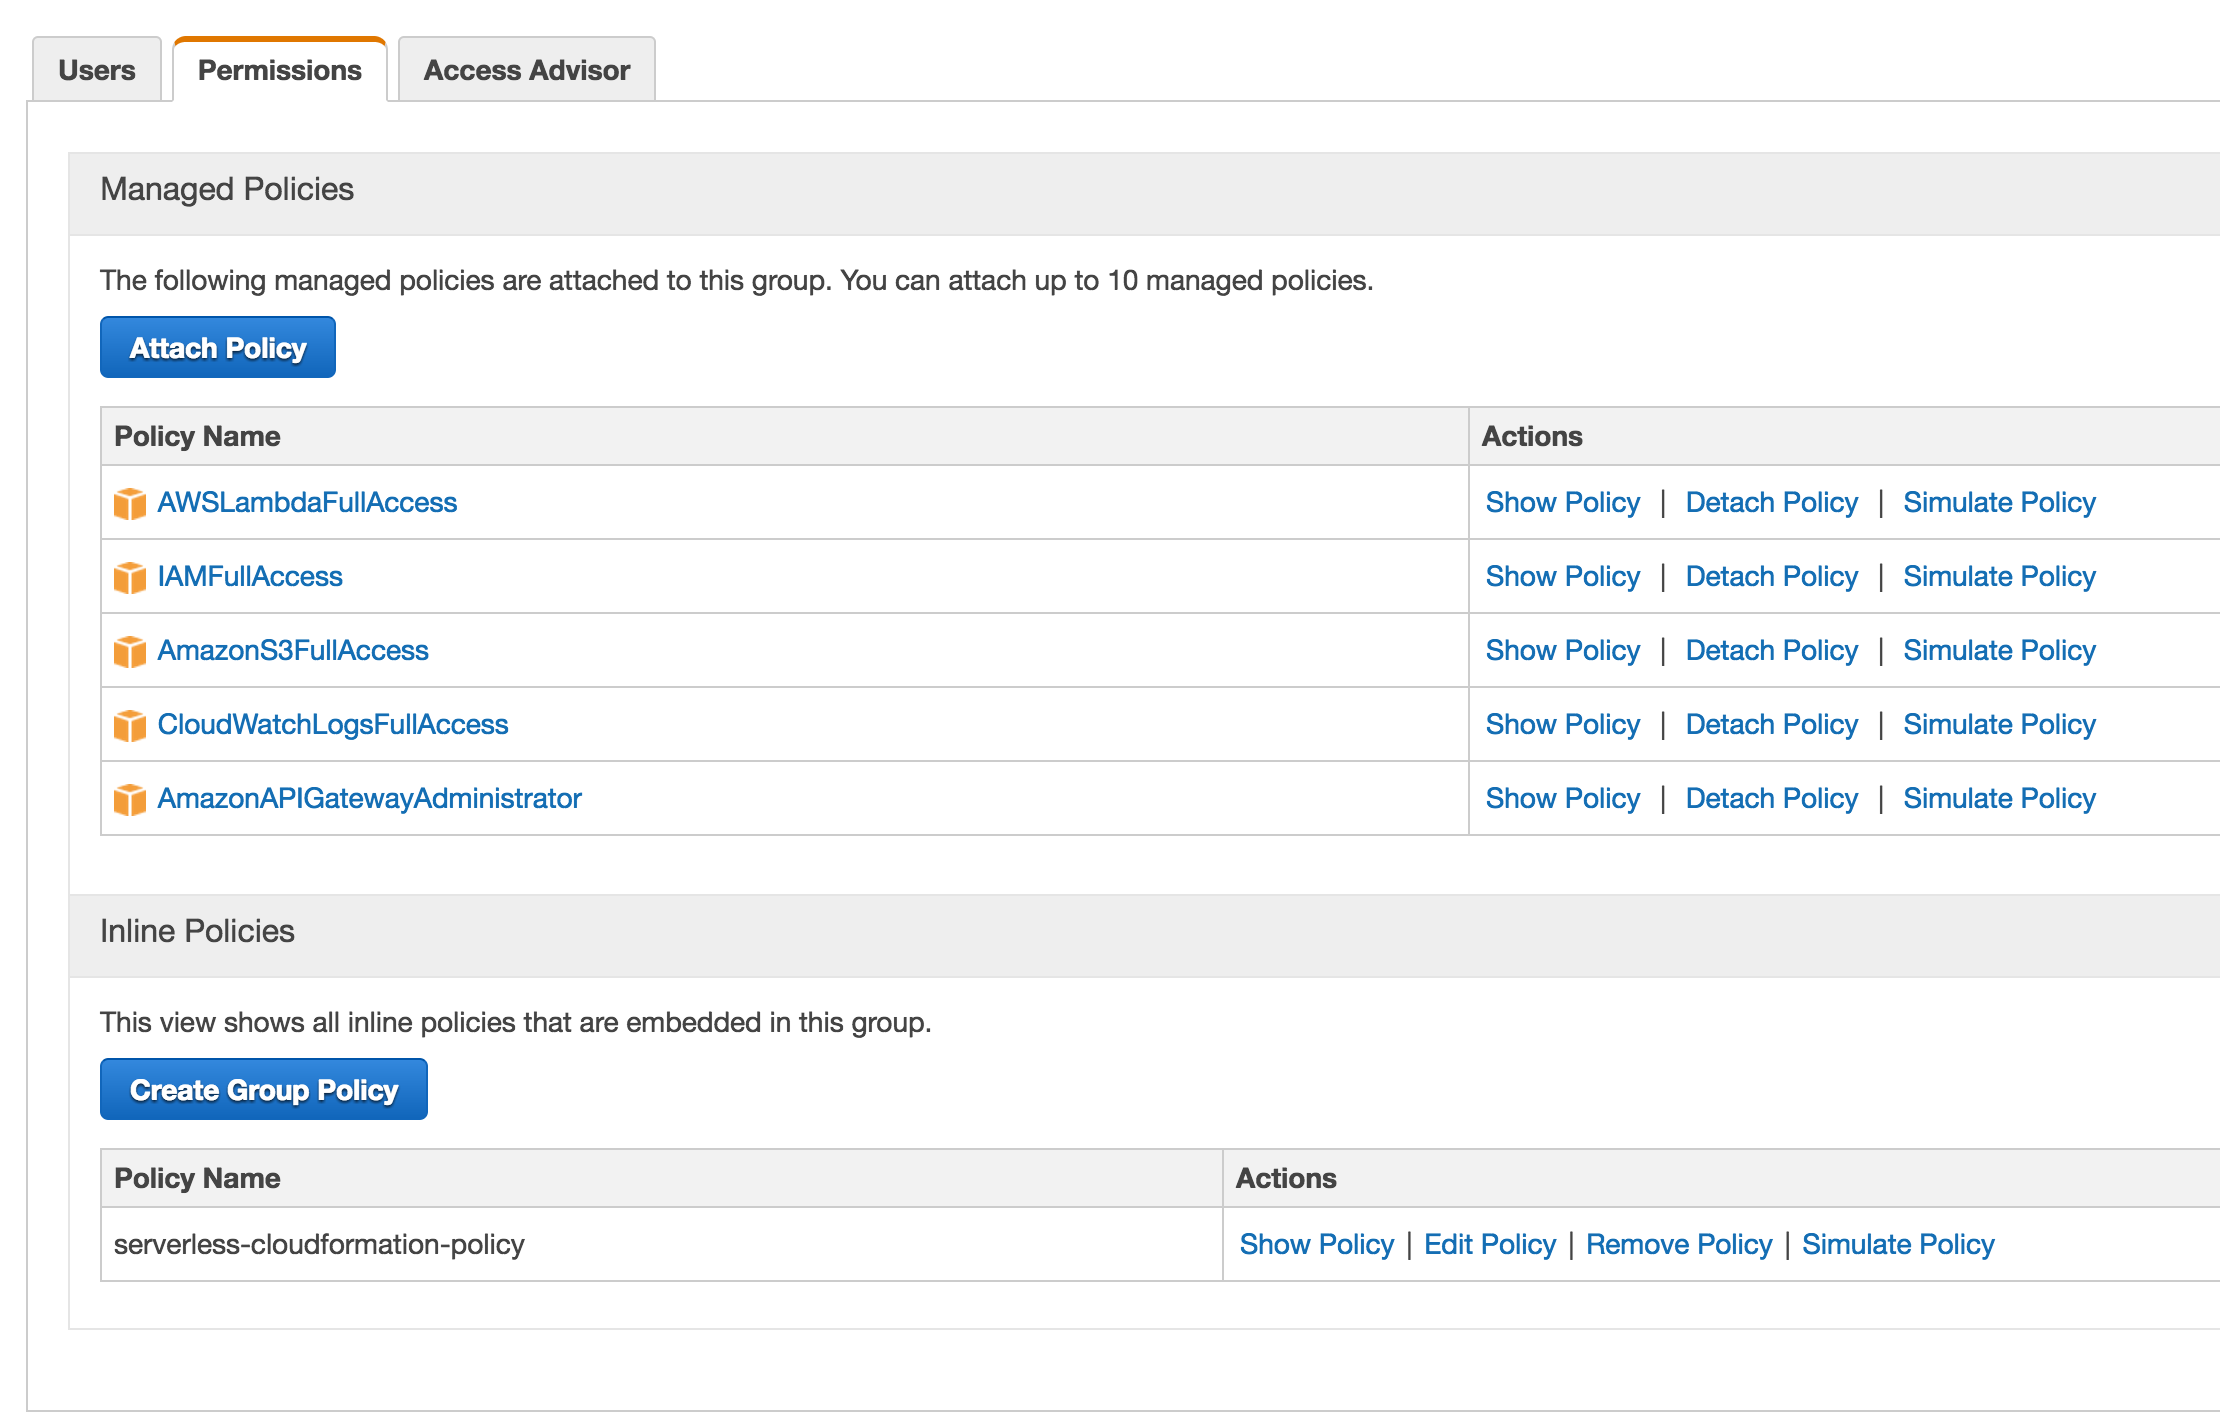 Users Permissions Access Advisor
Managed Policies
The following managed policies are attached to this group. You can attach up to 10 managed policies.
Attach Policy
Policy Name Actions
AWSLambdaFullAccess Show Policy | Detach Policy | Simulate Policy
IAMFullAccess Show Policy | Detach Policy | Simulate Policy
AmazonS3FullAccess Show Policy | Detach Policy | Simulate Policy
CloudWatchLogsFullAccess Show Policy | Detach Policy | Simulate Policy
AmazonAPIGatewayAdministrator Show Policy | Detach Policy | Simulate Policy
Inline Policies
This view shows all inline policies that are embedded in this group.
Create Group Policy
Policy Name Actions
serverless-cloudformation-policy Show Policy | Edit Policy | Remove Policy | Simulate Policy